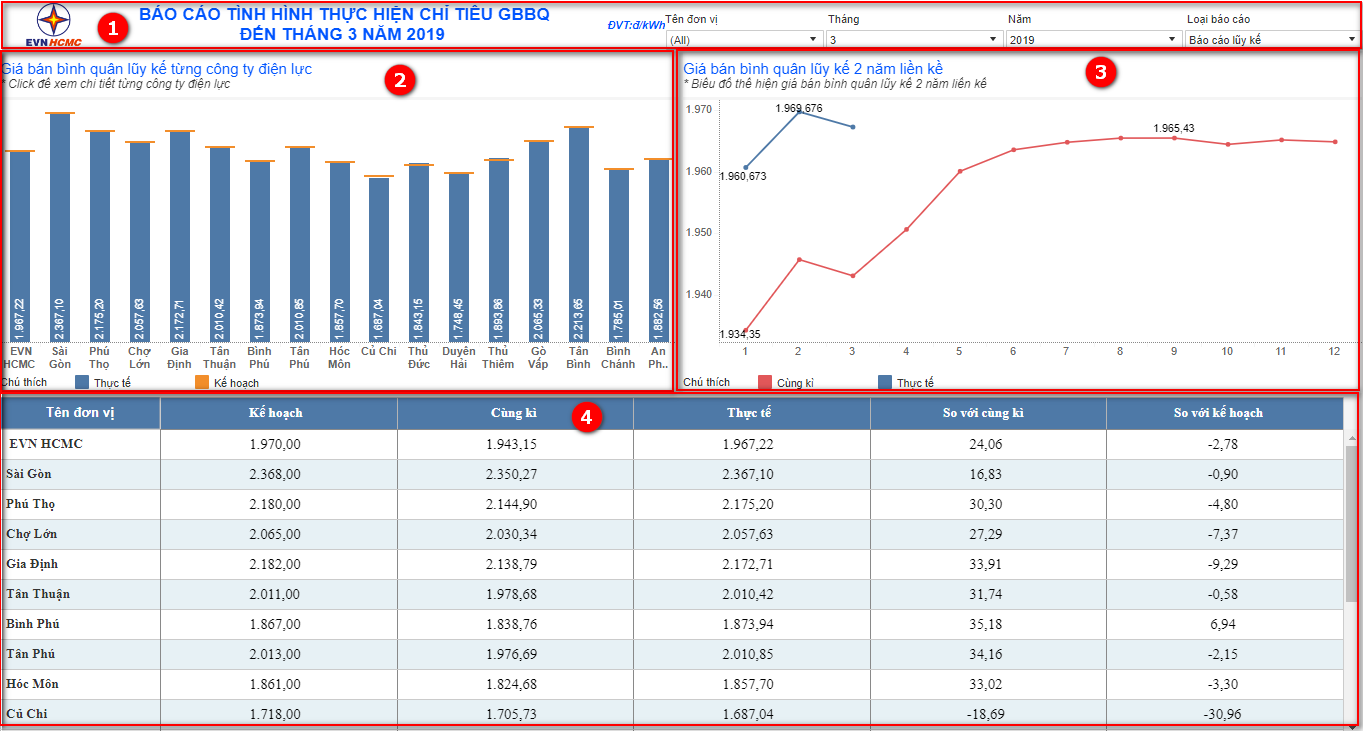 EVNHCMC
1
BÁO CÁO TÌNH HÌNH THỰC HIỆN CHỈ TIÊU GBBQ
ĐẾN THÁNG 3 NĂM 2019
ĐVT:đ/kWh
Tên đơn vị Tháng Năm Loại báo cáo
(All) 3 2019 Báo cáo lũy kế
Giá bán bình quân lũy kế từng công ty điện lực
* Click để xem chi tiết từng công ty điện lực
2
1.967,22 2.367,10 2.175,20 2.057,63 2.172,71 2.010,42 1.873,94 2.010,85 1.857,70 1.687,04 1.843,15 1.748,45 1.893,86 2.065,33 2.213,65 1.785,01 1.882,56
EVN Sài Phú Chợ Gia Tân Bình Tân Hóc Củ Chi Thủ Duyên Thủ Gò Tân Bình An
HCMC Gòn Thọ Lớn Định Thuận Phú Phú Môn Đức Hải Thiêm Vấp Bình Chánh Ph..
Chú thích Thực tế Kế hoạch
Giá bán bình quân lũy kế 2 năm liền kề
* Biểu đồ thể hiện giá bán bình quân lũy kế 2 năm liền kề
3
1.970
1.960
1.950
1.940
1.969,676
1.965,43
1.960,673
1.934,35
1 2 3 4 5 6 7 8 9 10 11 12
Chú thích Cùng kì Thực tế
4
Tên đơn vị Kế hoạch Cùng kì Thực tế So với cùng kì So với kế hoạch
EVN HCMC 1.970,00 1.943,15 1.967,22 24,06 -2,78
Sài Gòn 2.368,00 2.350,27 2.367,10 16,83 -0,90
Phú Thọ 2.180,00 2.144,90 2.175,20 30,30 -4,80
Chợ Lớn 2.065,00 2.030,34 2.057,63 27,29 -7,37
Gia Định 2.182,00 2.138,79 2.172,71 33,91 -9,29
Tân Thuận 2.011,00 1.978,68 2.010,42 31,74 -0,58
Bình Phú 1.867,00 1.838,76 1.873,94 35,18 6,94
Tân Phú 2.013,00 1.976,69 2.010,85 34,16 -2,15
Hóc Môn 1.861,00 1.824,68 1.857,70 33,02 -3,30
Củ Chi 1.718,00 1.705,73 1.687,04 -18,69 -30,96